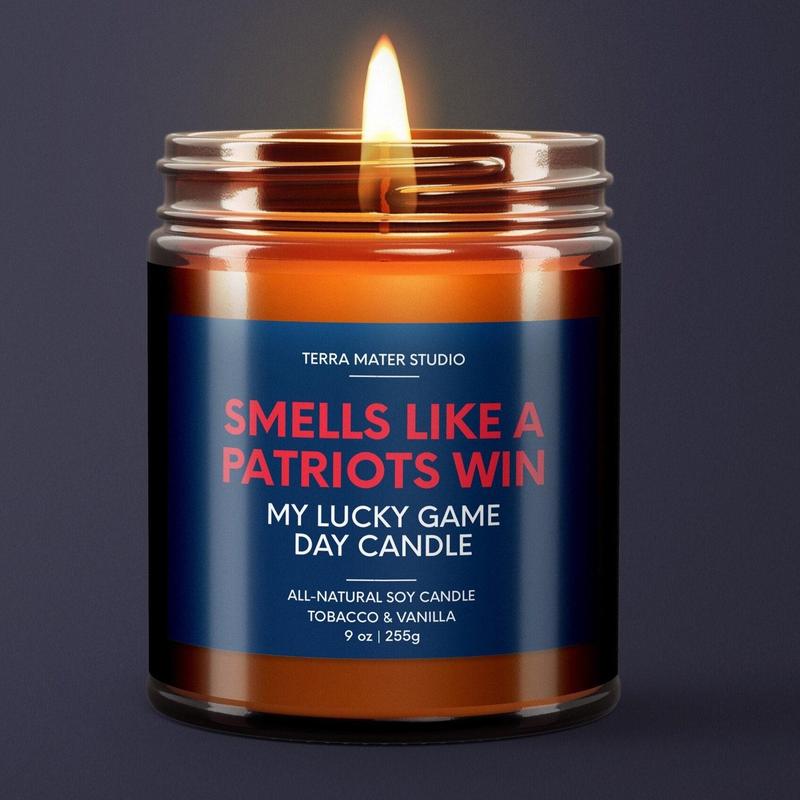 TERRA MATER STUDIO
SMELLS LIKE A
PATRIOTS WIN
MY LUCKY GAME
DAY CANDLE
ALL-NATURAL SOY CANDLE
TOBACCO & VANILLA
9 oz | 255g